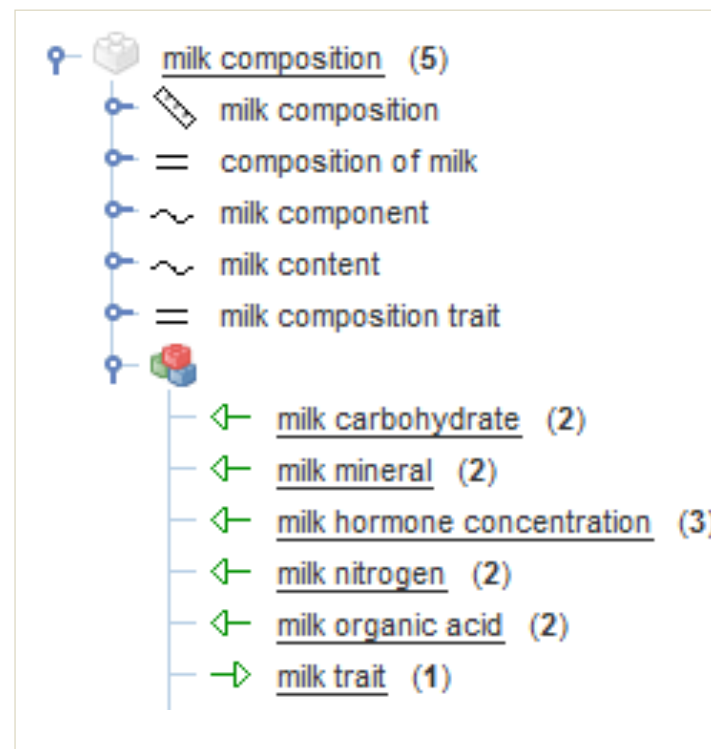 milk composition (5)
milk composition
= composition of milk
milk component
milk content
= milk composition trait
milk carbohydrate (2)
milk mineral (2)
milk hormone concentration (3)
milk nitrogen (2)
milk organic acid (2)
milk trait (1)